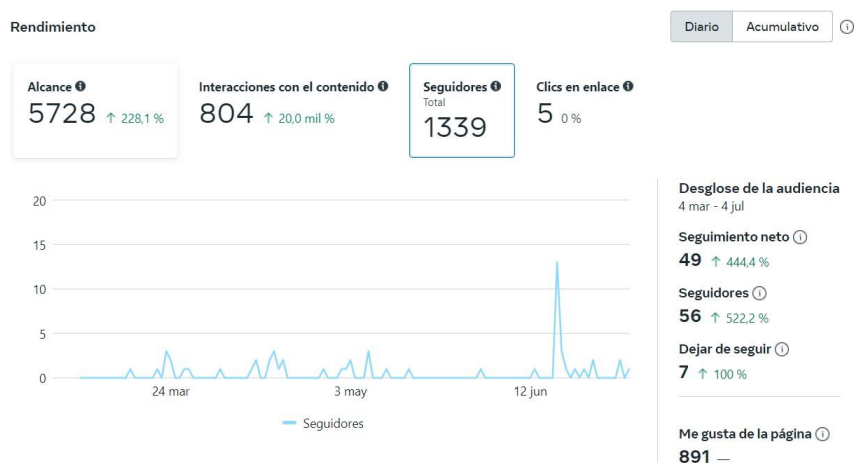 Rendimiento
Diario
Acumulativo
Alcance
5728 ↑ 228,1 %
Interacciones con el contenido
804 ↑ 20,0 mil %
Seguidores
Total
1339
Clics en enlace
5 0 %
20
15
10
5
0
24 mar
3 may
12 jun
Seguidores
Desglose de la audiencia
4 mar - 4 jul
Seguimiento neto
49 ↑ 444,4 %
Seguidores
56 ↑ 522,2 %
Dejar de seguir
7 ↑ 100 %
Me gusta de la página
891 —